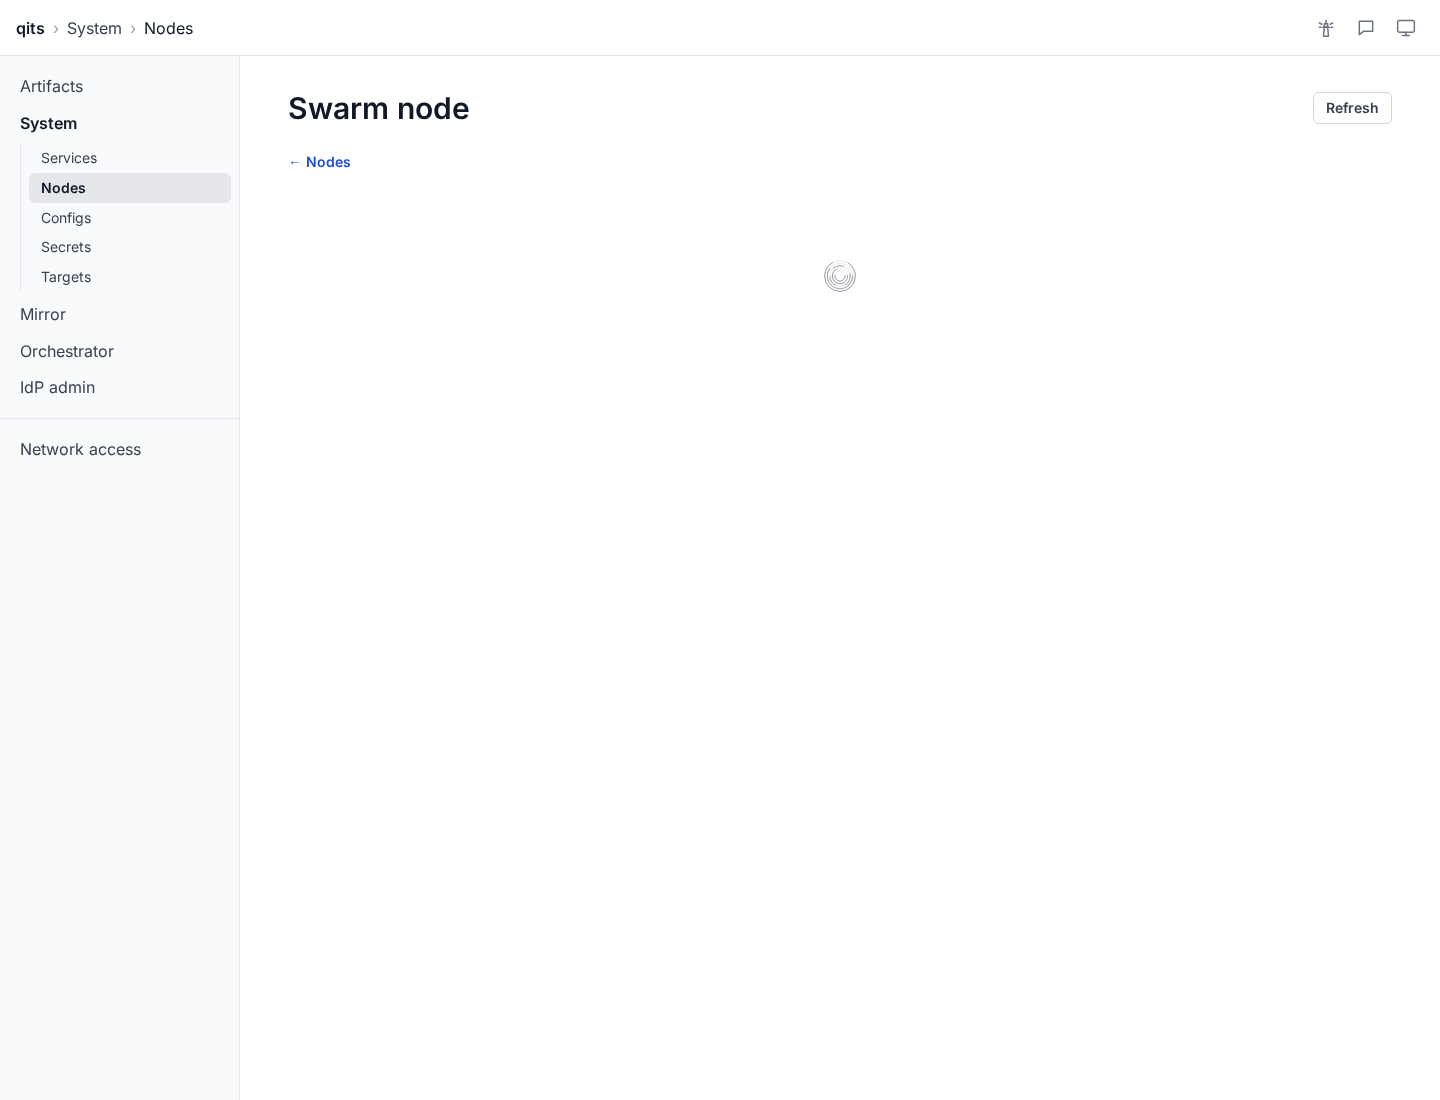 qits › System › Nodes
Artifacts
System
Services
Nodes
Configs
Secrets
Targets
Mirror
Orchestrator
IdP admin
Network access
Swarm node
Refresh
← Nodes